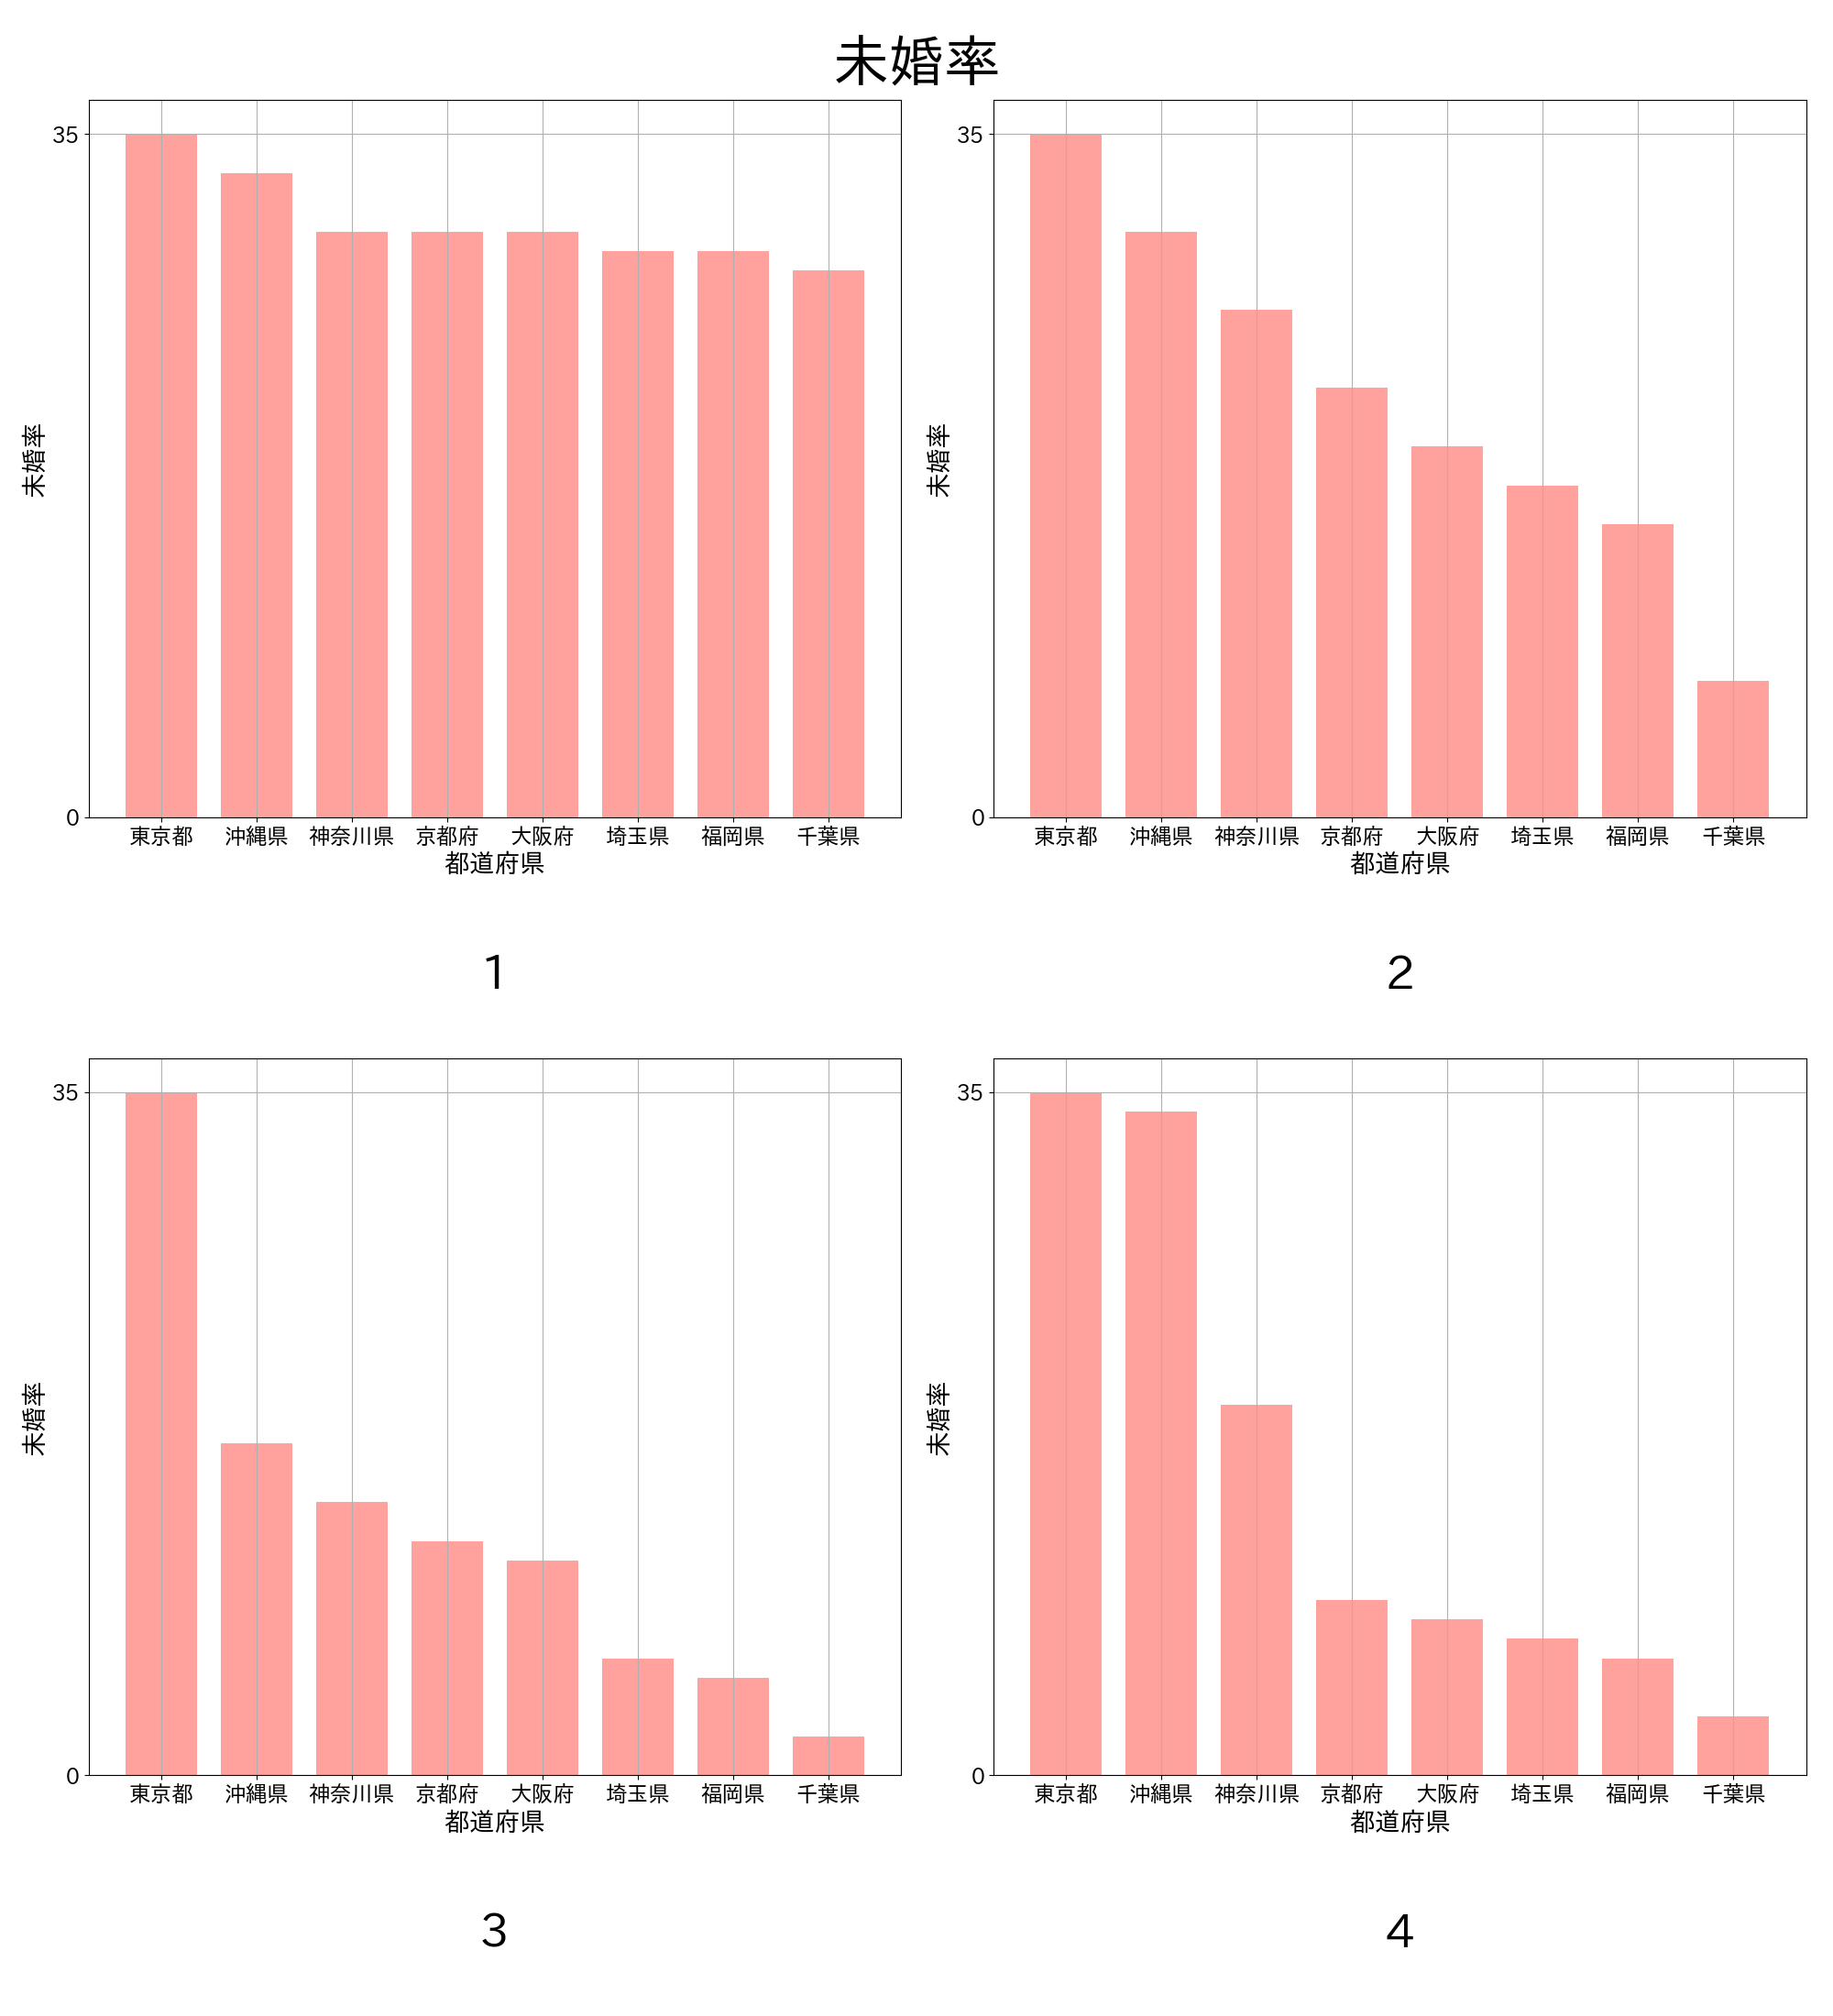 未婚率
35
0
未婚率
東京都 沖縄県 神奈川県 京都府 大阪府 埼玉県 福岡県 千葉県
都道府県
1
35
0
未婚率
東京都 沖縄県 神奈川県 京都府 大阪府 埼玉県 福岡県 千葉県
都道府県
2
35
0
未婚率
東京都 沖縄県 神奈川県 京都府 大阪府 埼玉県 福岡県 千葉県
都道府県
3
35
0
未婚率
東京都 沖縄県 神奈川県 京都府 大阪府 埼玉県 福岡県 千葉県
都道府県
4